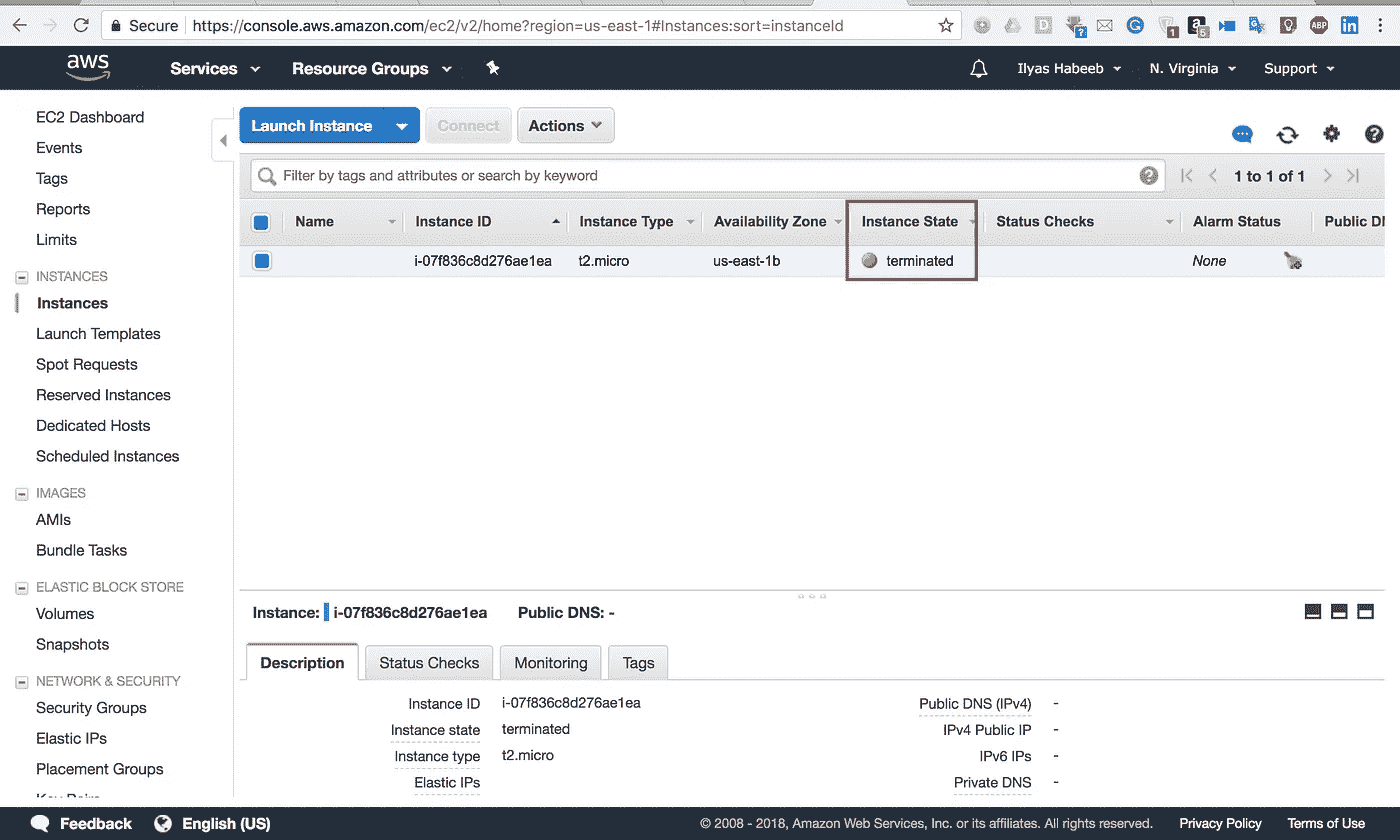 Secure https://console.aws.amazon.com/ec2/v2/home?region=us-east-1#Instances:sort=instanceId
aws Services Resource Groups Ilyas Habeeb N. Virginia Support
EC2 Dashboard
Events
Tags
Reports
Limits
INSTANCES
Instances
Launch Templates
Spot Requests
Reserved Instances
Dedicated Hosts
Scheduled Instances
IMAGES
AMIs
Bundle Tasks
ELASTIC BLOCK STORE
Volumes
Snapshots
NETWORK & SECURITY
Security Groups
Elastic IPs
Placement Groups
Launch Instance Connect Actions
Filter by tags and attributes or search by keyword 1 to 1 of 1
Name Instance ID Instance Type Availability Zone Instance State Status Checks Alarm Status Public DN
i-07f836c8d276ae1ea t2.micro us-east-1b terminated None
Instance: i-07f836c8d276ae1ea Public DNS: -
Description Status Checks Monitoring Tags
Instance ID i-07f836c8d276ae1ea Public DNS (IPv4) -
Instance state terminated IPv4 Public IP -
Instance type t2.micro IPv6 IPs -
Elastic IPs Private DNS -
Feedback English (US) © 2008 - 2018, Amazon Web Services, Inc. or its affiliates. All rights reserved. Privacy Policy Terms of Use